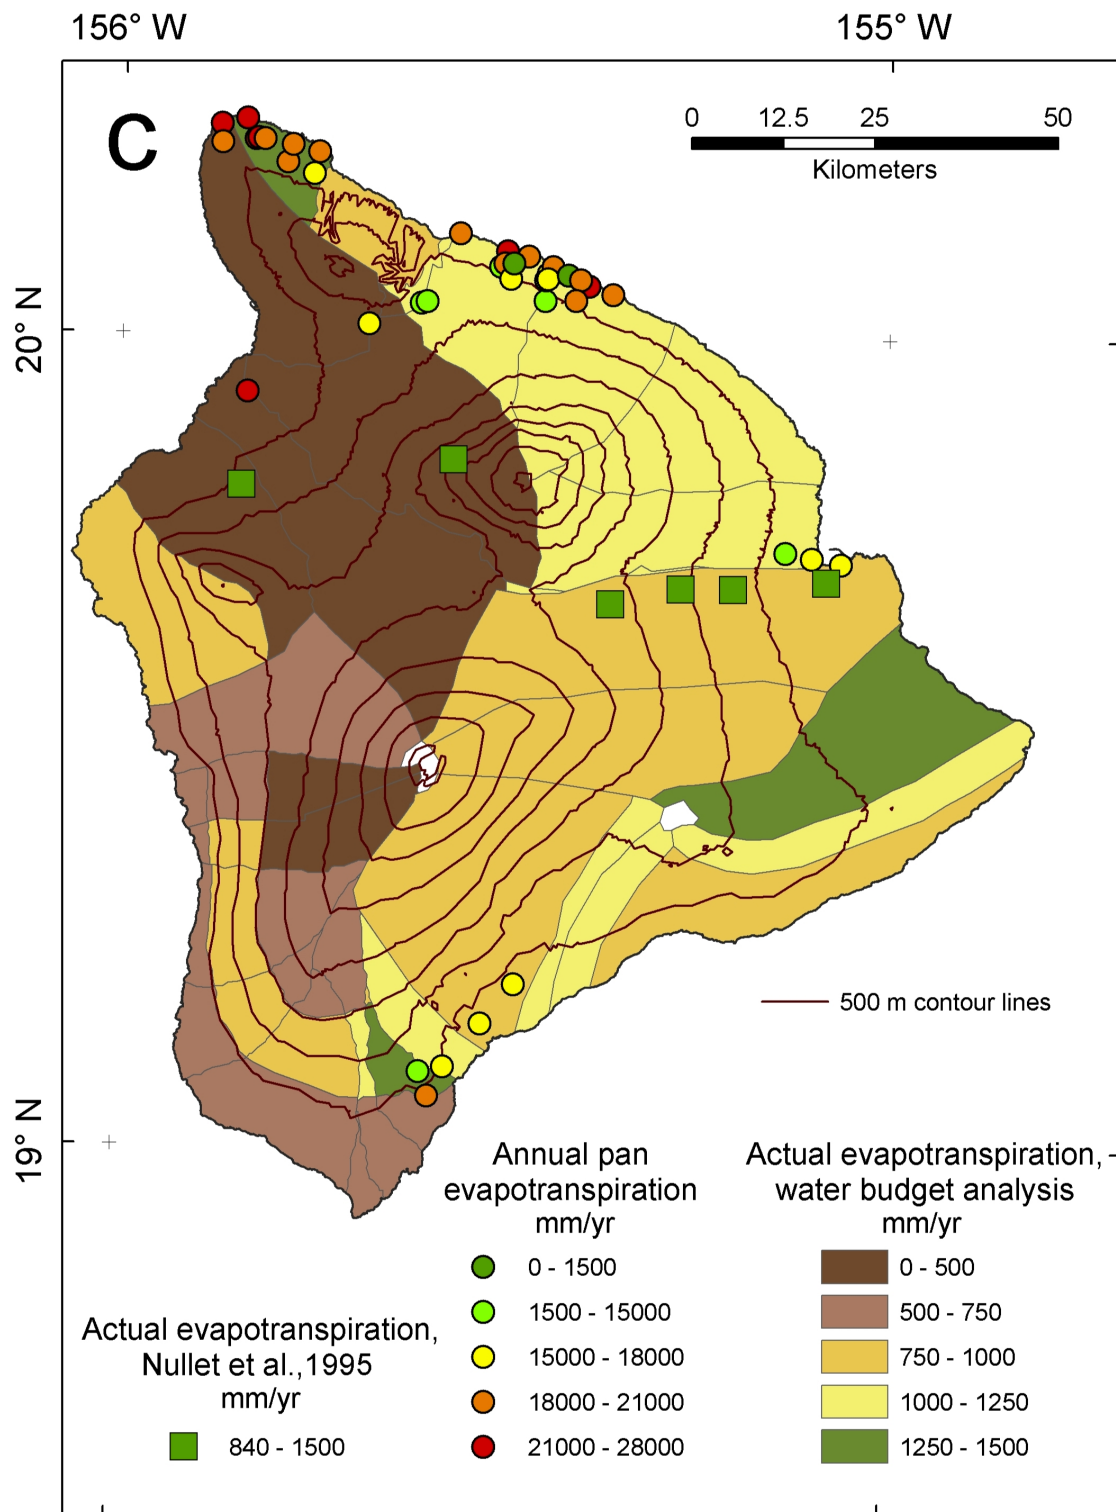 156° W
155° W
C
0 12.5 25 50
Kilometers
20° N
500 m contour lines
19° N
Annual pan
evapotranspiration
mm/yr
0 - 1500
1500 - 15000
15000 - 18000
18000 - 21000
21000 - 28000
Actual evapotranspiration,
water budget analysis
mm/yr
0 - 500
500 - 750
750 - 1000
1000 - 1250
1250 - 1500
Actual evapotranspiration,
Nullet et al.,1995
mm/yr
840 - 1500